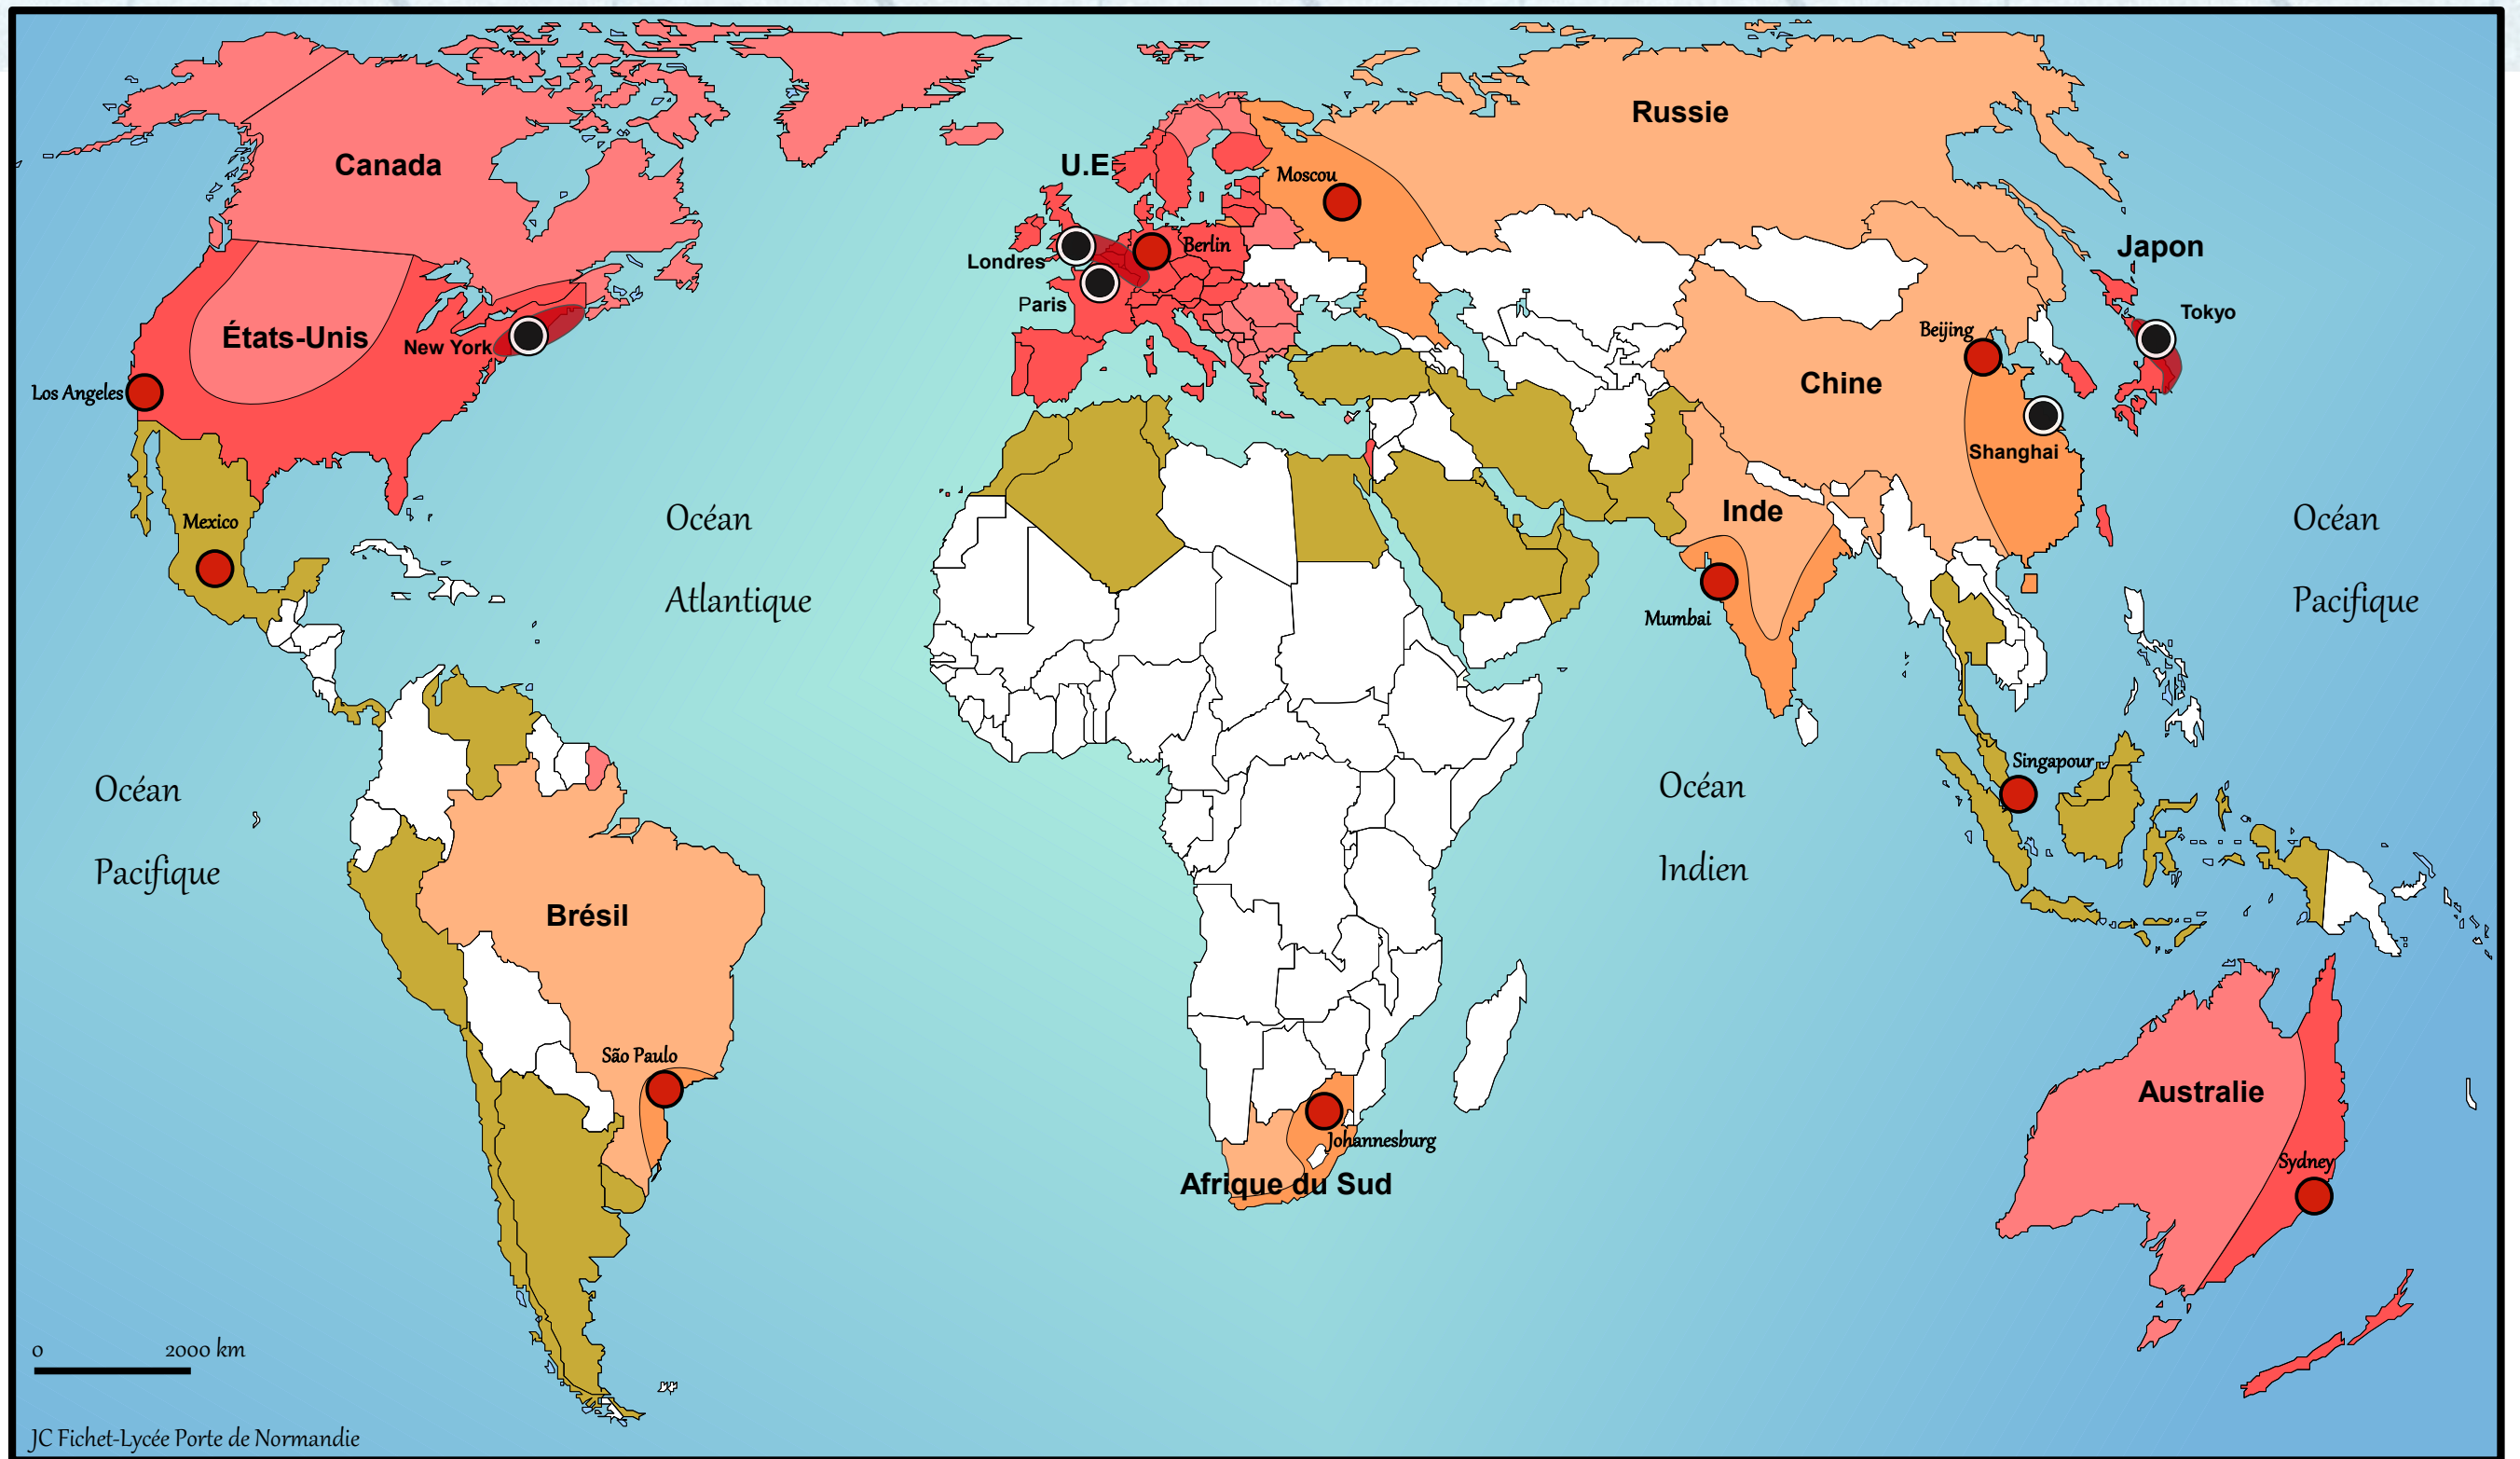 Russie
Canada
U.E
Moscou
Londres
Berlin
Paris
Japon
Tokyo
États-Unis
New York
Beijing
Los Angeles
Chine
Shanghai
Mexico
Océan
Atlantique
Inde
Océan
Pacifique
Mumbai
Singapour
Océan
Pacifique
Océan
Indien
Brésil
São Paulo
Johannesburg
Afrique du Sud
Australie
Sydney
0 2000 km
JC Fichet-Lycée Porte de Normandie